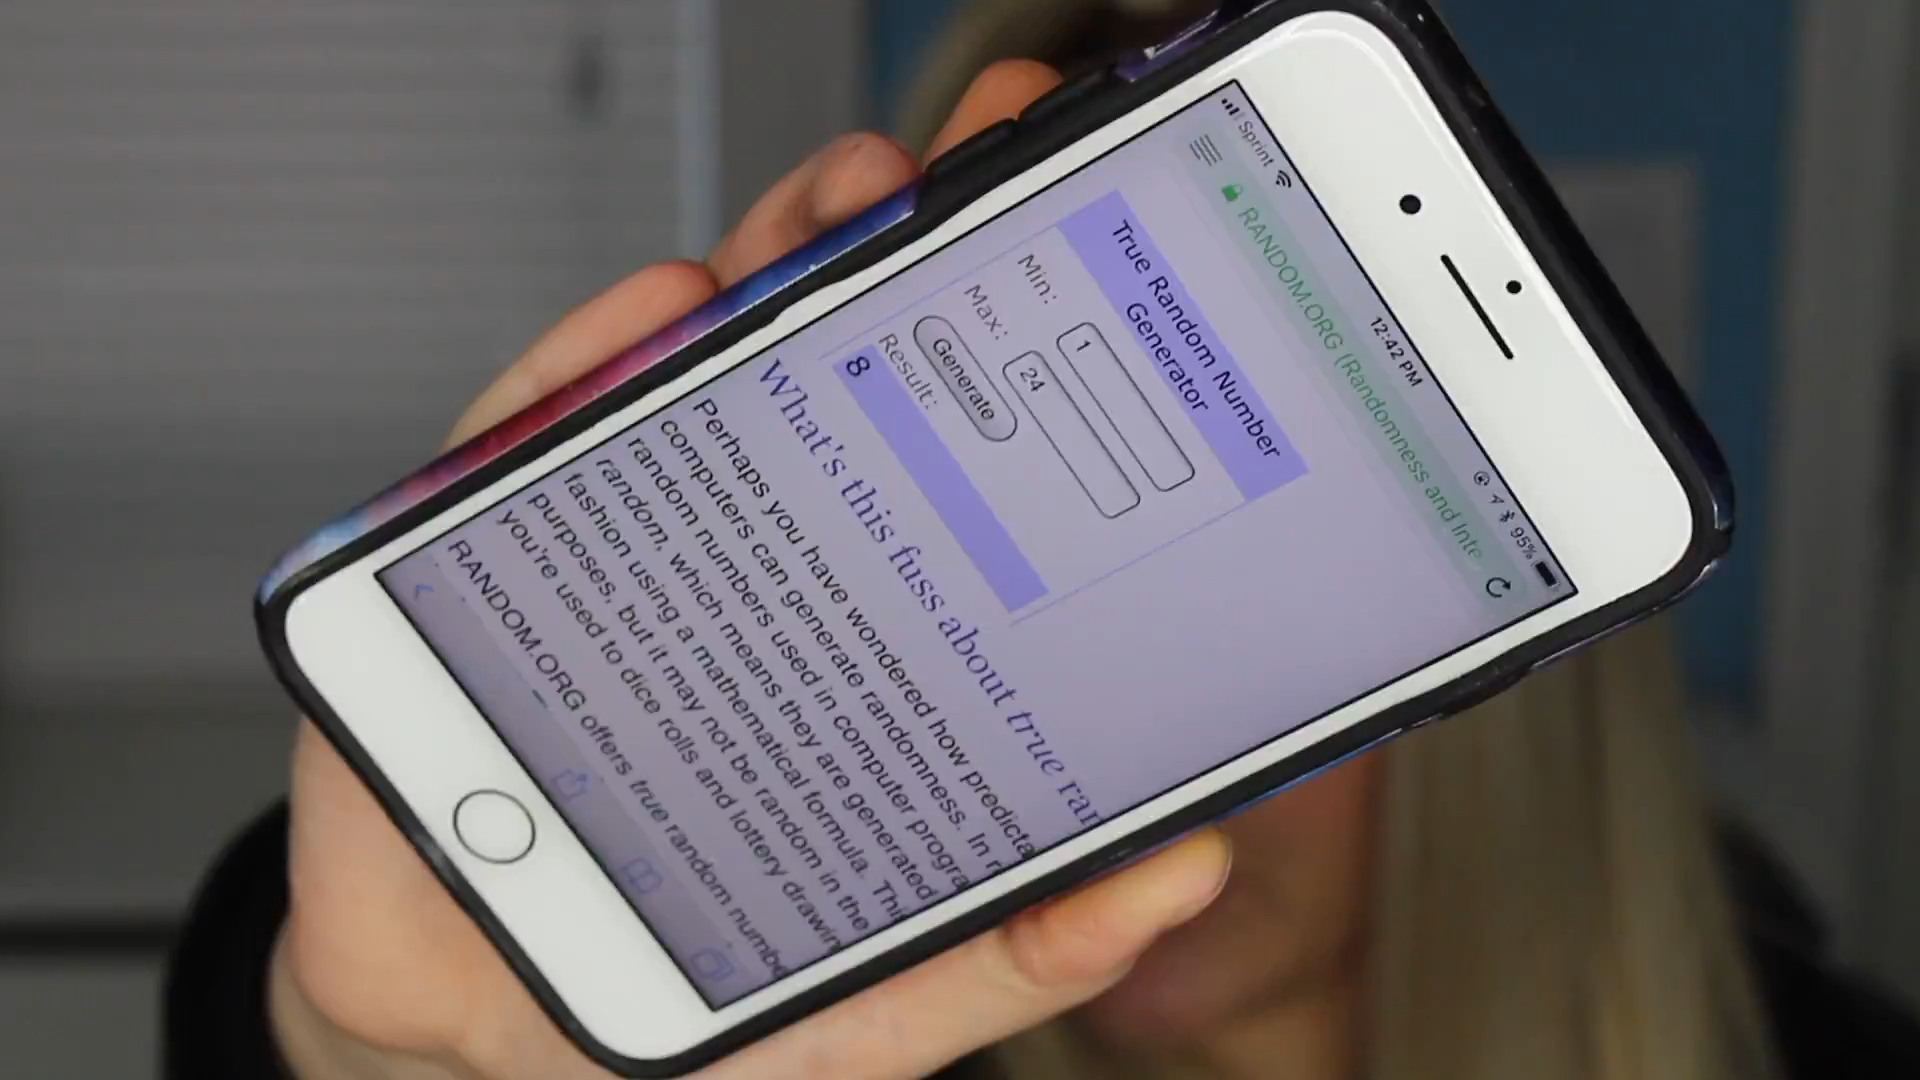 Sprint 12:42 PM 95%
RANDOM.ORG (Randomness and Inte
True Random Number
Generator
Min: 1
Max: 24
Generate
Result:
8
What's this fuss about true ran
Perhaps you have wondered how predicta
computers can generate randomness. In r
random numbers used in computer progra
random, which means they are generated
fashion using a mathematical formula. This
purposes, but it may not be random in the
you're used to dice rolls and lottery drawin
RANDOM.ORG offers true random numbe